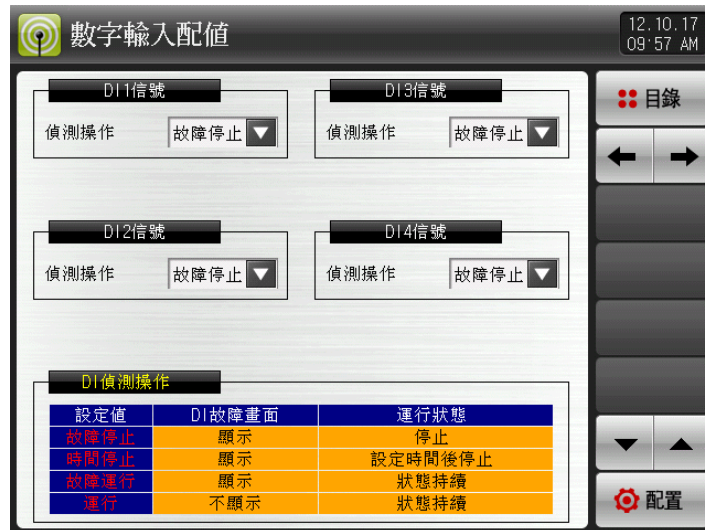 數字輸入配值
12.10.17
09:57 AM
DI1信號
偵測操作 故障停止
DI3信號
偵測操作 故障停止
DI2信號
偵測操作 故障停止
DI4信號
偵測操作 故障停止
DI偵測操作
設定值 DI故障畫面 運行狀態
故障停止 顯示 停止
時間停止 顯示 設定時間後停止
故障運行 顯示 狀態持續
運行 不顯示 狀態持續
目錄
配置